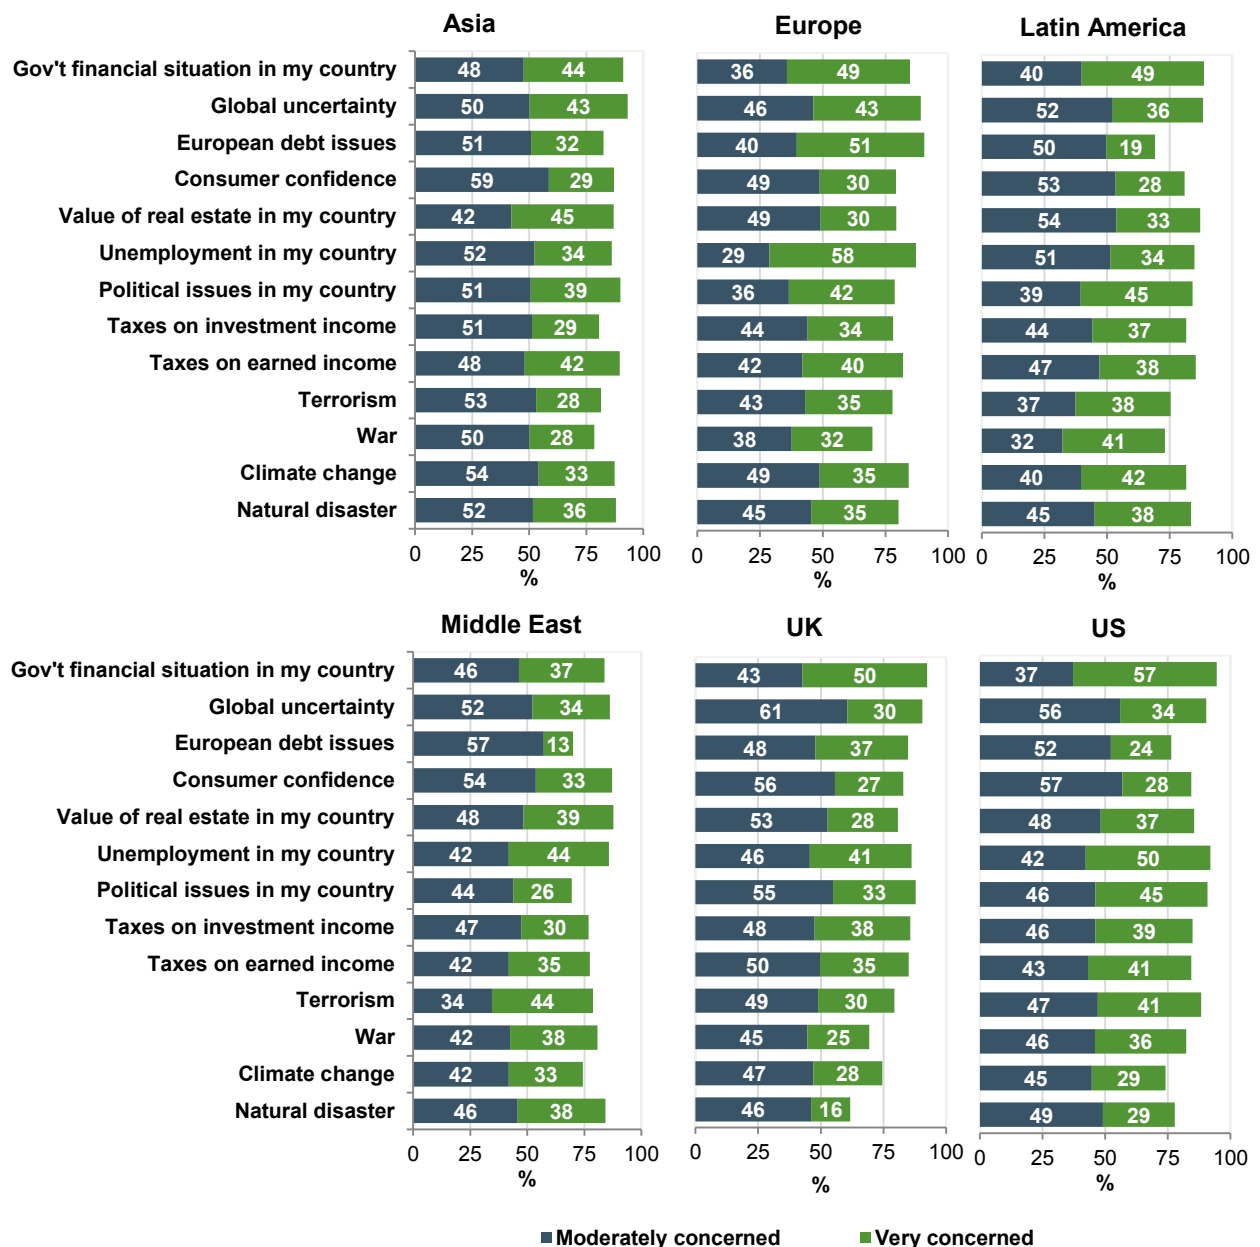 Asia Europe Latin America
Gov't financial situation in my country 48 44 36 49 40 49
Global uncertainty 50 43 46 43 52 36
European debt issues 51 32 40 51 50 19
Consumer confidence 59 29 49 30 53 28
Value of real estate in my country 42 45 49 30 54 33
Unemployment in my country 52 34 29 58 51 34
Political issues in my country 51 39 36 42 39 45
Taxes on investment income 51 29 44 34 44 37
Taxes on earned income 48 42 42 40 47 38
Terrorism 53 28 43 35 37 38
War 50 28 38 32 32 41
Climate change 54 33 49 35 40 42
Natural disaster 52 36 45 35 45 38
0 25 50 75 100 0 25 50 75 100 0 25 50 75 100
% % %
Middle East UK US
Gov't financial situation in my country 46 37 43 50 37 57
Global uncertainty 52 34 61 30 56 34
European debt issues 57 13 48 37 52 24
Consumer confidence 54 33 56 27 57 28
Value of real estate in my country 48 39 53 28 48 37
Unemployment in my country 42 44 46 41 42 50
Political issues in my country 44 26 55 33 46 45
Taxes on investment income 47 30 48 38 46 39
Taxes on earned income 42 35 50 35 43 41
Terrorism 34 44 49 30 47 41
War 42 38 45 25 46 36
Climate change 42 33 47 28 45 29
Natural disaster 46 38 46 16 49 29
0 25 50 75 100 0 25 50 75 100 0 25 50 75 100
% % %
Moderately concerned Very concerned